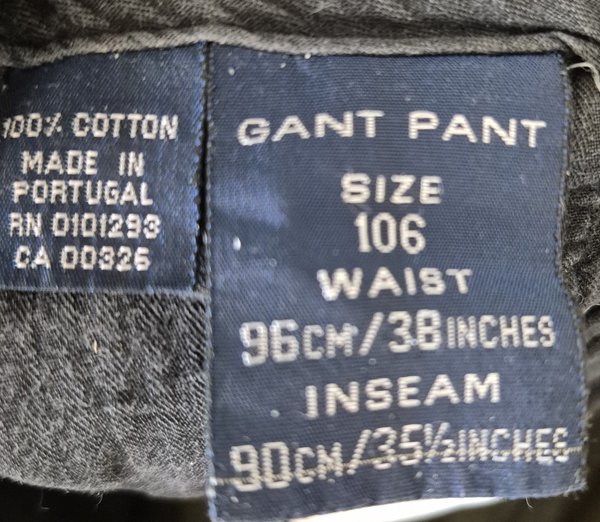 100% COTTON
MADE IN
PORTUGAL
RN 0101293
CA 00326
GANT PANT
SIZE
106
WAIST
96CM/38INCHES
INSEAM
90CM/35½INCHES